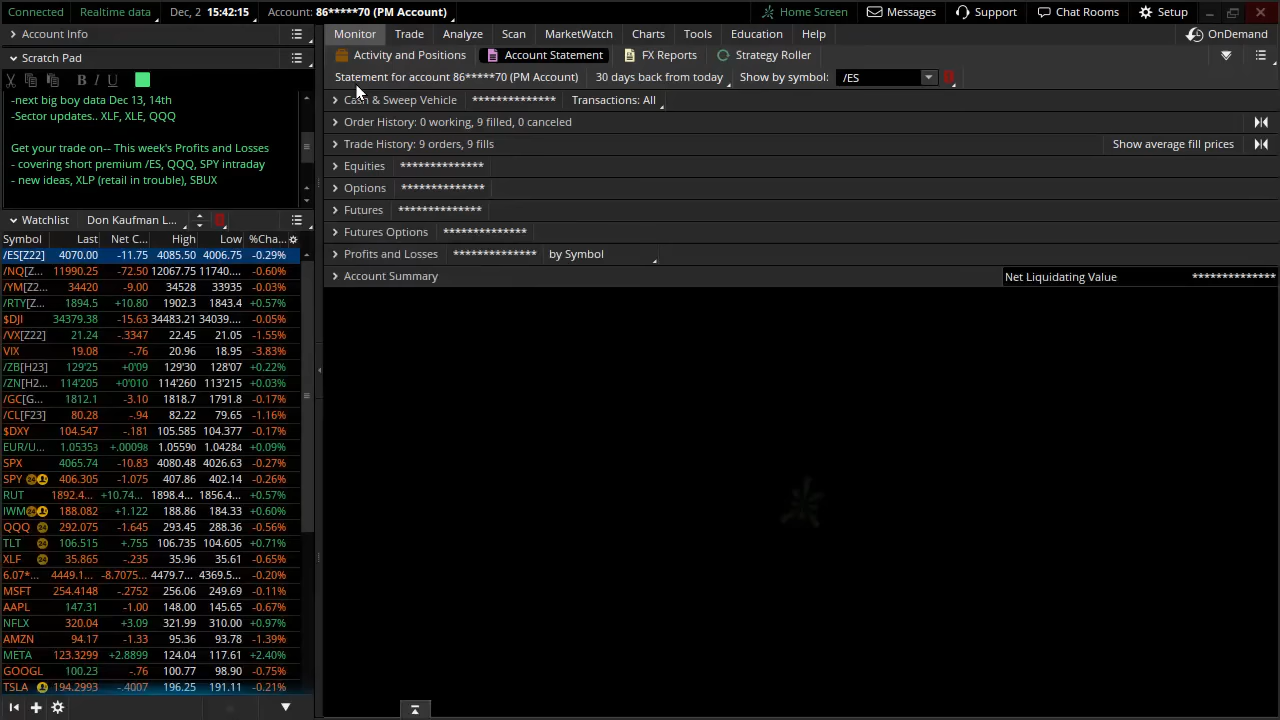 Connected Realtime data Dec, 2 15:42:15 Account: 86*****70 (PM Account) Home Screen Messages Support Chat Rooms Setup
Account Info
Monitor Trade Analyze Scan MarketWatch Charts Tools Education Help OnDemand
Scratch Pad
Activity and Positions Account Statement FX Reports Strategy Roller
B I U
-next big boy data Dec 13, 14th
-Sector updates.. XLF, XLE, QQQ
Get your trade on-- This week's Profits and Losses
- covering short premium /ES, QQQ, SPY intraday
- new ideas, XLP (retail in trouble), SBUX
Statement for account 86*****70 (PM Account) 30 days back from today Show by symbol: /ES
Cash & Sweep Vehicle ************** Transactions: All
Order History: 0 working, 9 filled, 0 canceled
Trade History: 9 orders, 9 fills Show average fill prices
Equities **************
Options **************
Futures **************
Futures Options **************
Profits and Losses ************** by Symbol
Account Summary Net Liquidating Value **************
Watchlist Don Kaufman L...
Symbol Last Net C... High Low %Cha...
/ES[Z22] 4070.00 -11.75 4085.50 4006.75 -0.29%
/NQ[Z... 11990.25 -72.50 12067.75 11740.... -0.60%
/YM[Z2... 34420 -9.00 34528 33935 -0.03%
/RTY[Z... 1894.5 +10.80 1902.3 1843.4 +0.57%
$DJI 34379.38 -15.63 34483.21 34039.... -0.05%
/VX[Z22] 21.24 -.3347 22.45 21.05 -1.55%
VIX 19.08 -.76 20.96 18.95 -3.83%
/ZB[H23] 129'25 +0'09 129'30 128'07 +0.22%
/ZN[H2... 114'205 +0'010 114'260 113'215 +0.03%
/GC[G... 1812.1 -3.10 1818.7 1791.8 -0.17%
/CL[F23] 80.28 -.94 82.22 79.65 -1.16%
$DXY 104.547 -.181 105.585 104.377 -0.17%
EUR/U... 1.05353 +.00098 1.05590 1.04284 +0.09%
SPX 4065.74 -10.83 4080.48 4026.63 -0.27%
SPY 406.305 -1.075 407.86 402.14 -0.26%
RUT 1892.4... +10.74... 1898.4... 1856.4... +0.57%
IWM 188.082 +1.122 188.86 184.33 +0.60%
QQQ 292.075 -1.645 293.45 288.36 -0.56%
TLT 106.515 +.755 106.735 104.605 +0.71%
XLF 35.865 -.235 35.96 35.61 -0.65%
6.07*... 4449.1... -8.7075... 4479.7... 4369.5... -0.20%
MSFT 254.4148 -.2752 256.06 249.69 -0.11%
AAPL 147.31 -1.00 148.00 145.65 -0.67%
NFLX 320.04 +3.09 321.99 310.00 +0.97%
AMZN 94.17 -1.33 95.36 93.78 -1.39%
META 123.3299 +2.8899 124.04 117.61 +2.40%
GOOGL 100.23 -.76 100.77 98.90 -0.75%
TSLA 194.2993 -.4007 196.25 191.11 -0.21%